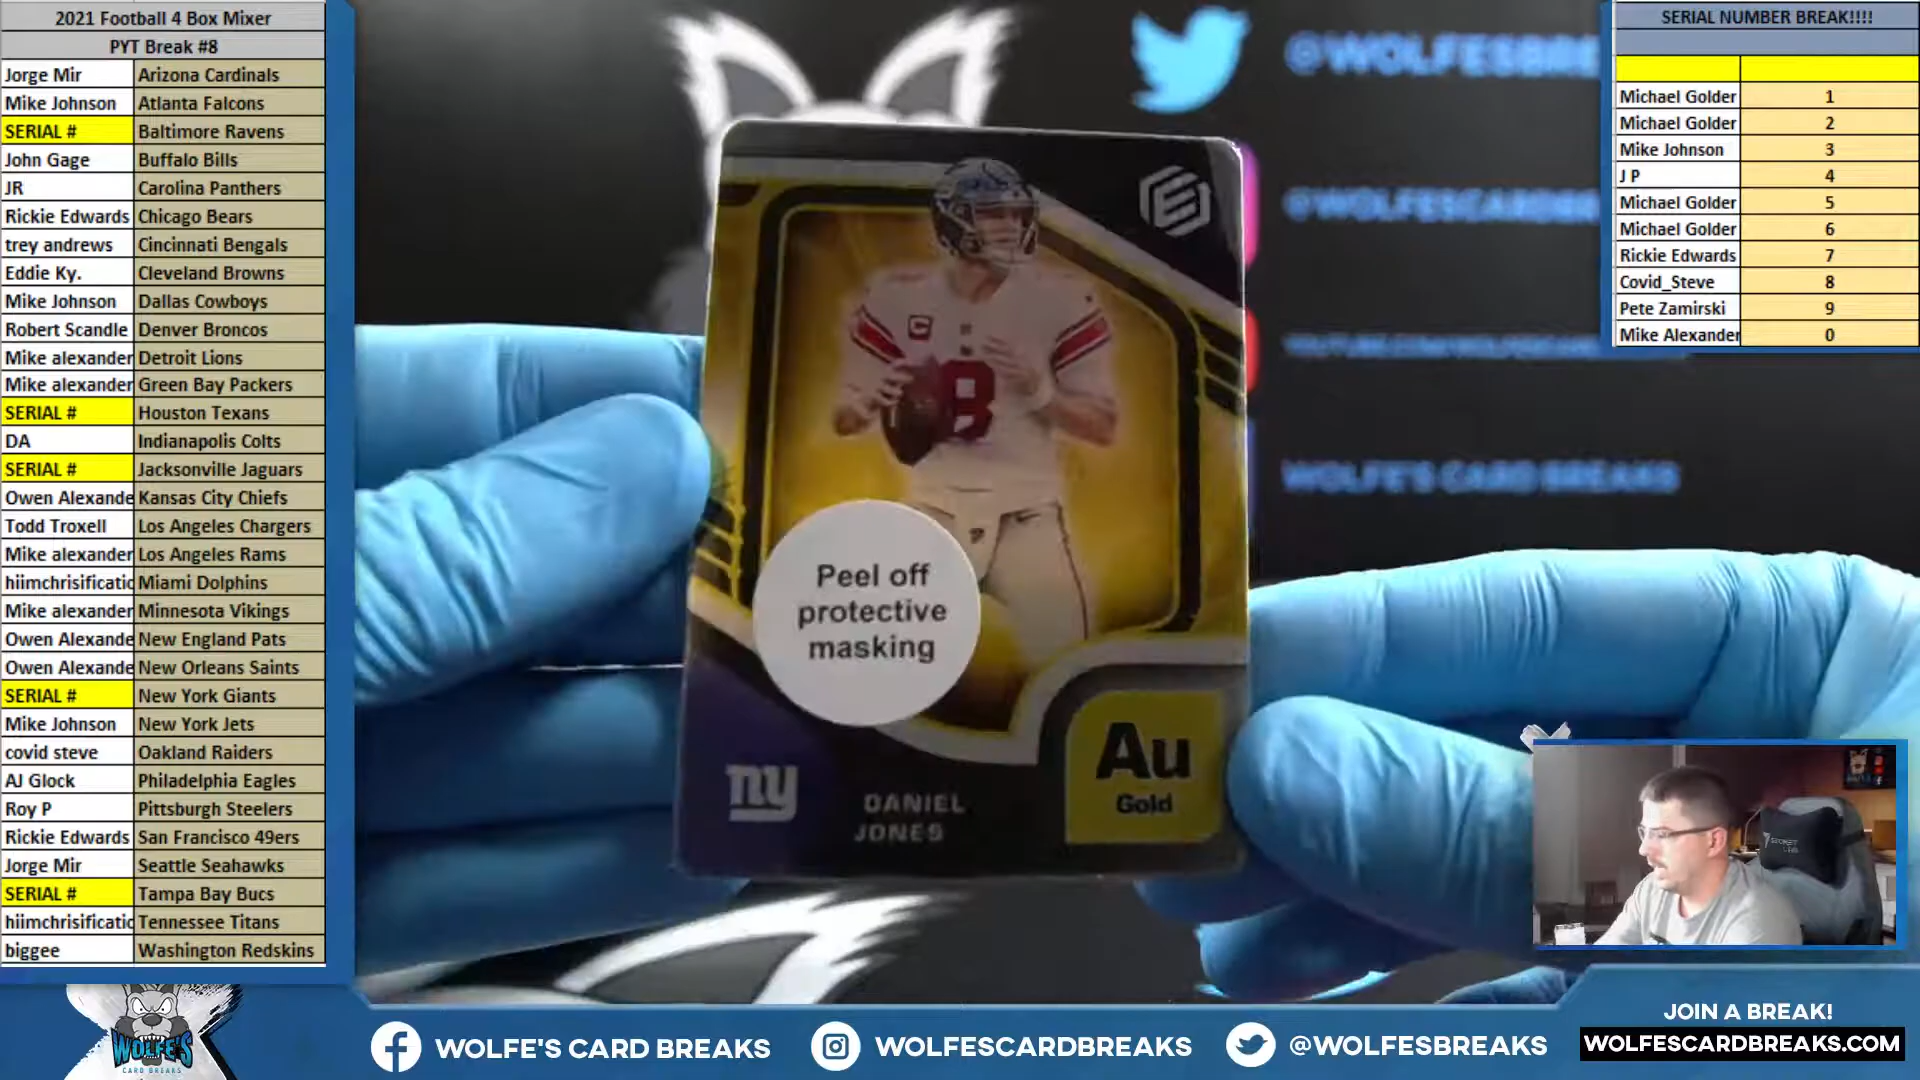 2021 Football 4 Box Mixer
PYT Break #8
Jorge Mir Arizona Cardinals
Mike Johnson Atlanta Falcons
SERIAL # Baltimore Ravens
John Gage Buffalo Bills
JR Carolina Panthers
Rickie Edwards Chicago Bears
trey andrews Cincinnati Bengals
Eddie Ky. Cleveland Browns
Mike Johnson Dallas Cowboys
Robert Scandle Denver Broncos
Mike alexander Detroit Lions
Mike alexander Green Bay Packers
SERIAL # Houston Texans
DA Indianapolis Colts
SERIAL # Jacksonville Jaguars
Owen Alexande Kansas City Chiefs
Todd Troxell Los Angeles Chargers
Mike alexander Los Angeles Rams
hiimchrisificatic Miami Dolphins
Mike alexander Minnesota Vikings
Owen Alexande New England Pats
Owen Alexande New Orleans Saints
SERIAL # New York Giants
Mike Johnson New York Jets
covid steve Oakland Raiders
AJ Glock Philadelphia Eagles
Roy P Pittsburgh Steelers
Rickie Edwards San Francisco 49ers
Jorge Mir Seattle Seahawks
SERIAL # Tampa Bay Bucs
hiimchrisificatic Tennessee Titans
biggee Washington Redskins
@WOLFESBRE
@WOLFESCARDBR
WOLFE'S CARD BREAKS
C
8
Peel off
protective
masking
ny
DANIEL
JONES
Au
Gold
SERIAL NUMBER BREAK!!!!
Michael Golder 1
Michael Golder 2
Mike Johnson 3
J P 4
Michael Golder 5
Michael Golder 6
Rickie Edwards 7
Covid_Steve 8
Pete Zamirski 9
Mike Alexander 0
WOLFE'S
CARD BREAKS
WOLFE'S CARD BREAKS
WOLFESCARDBREAKS
@WOLFESBREAKS
JOIN A BREAK!
WOLFESCARDBREAKS.COM